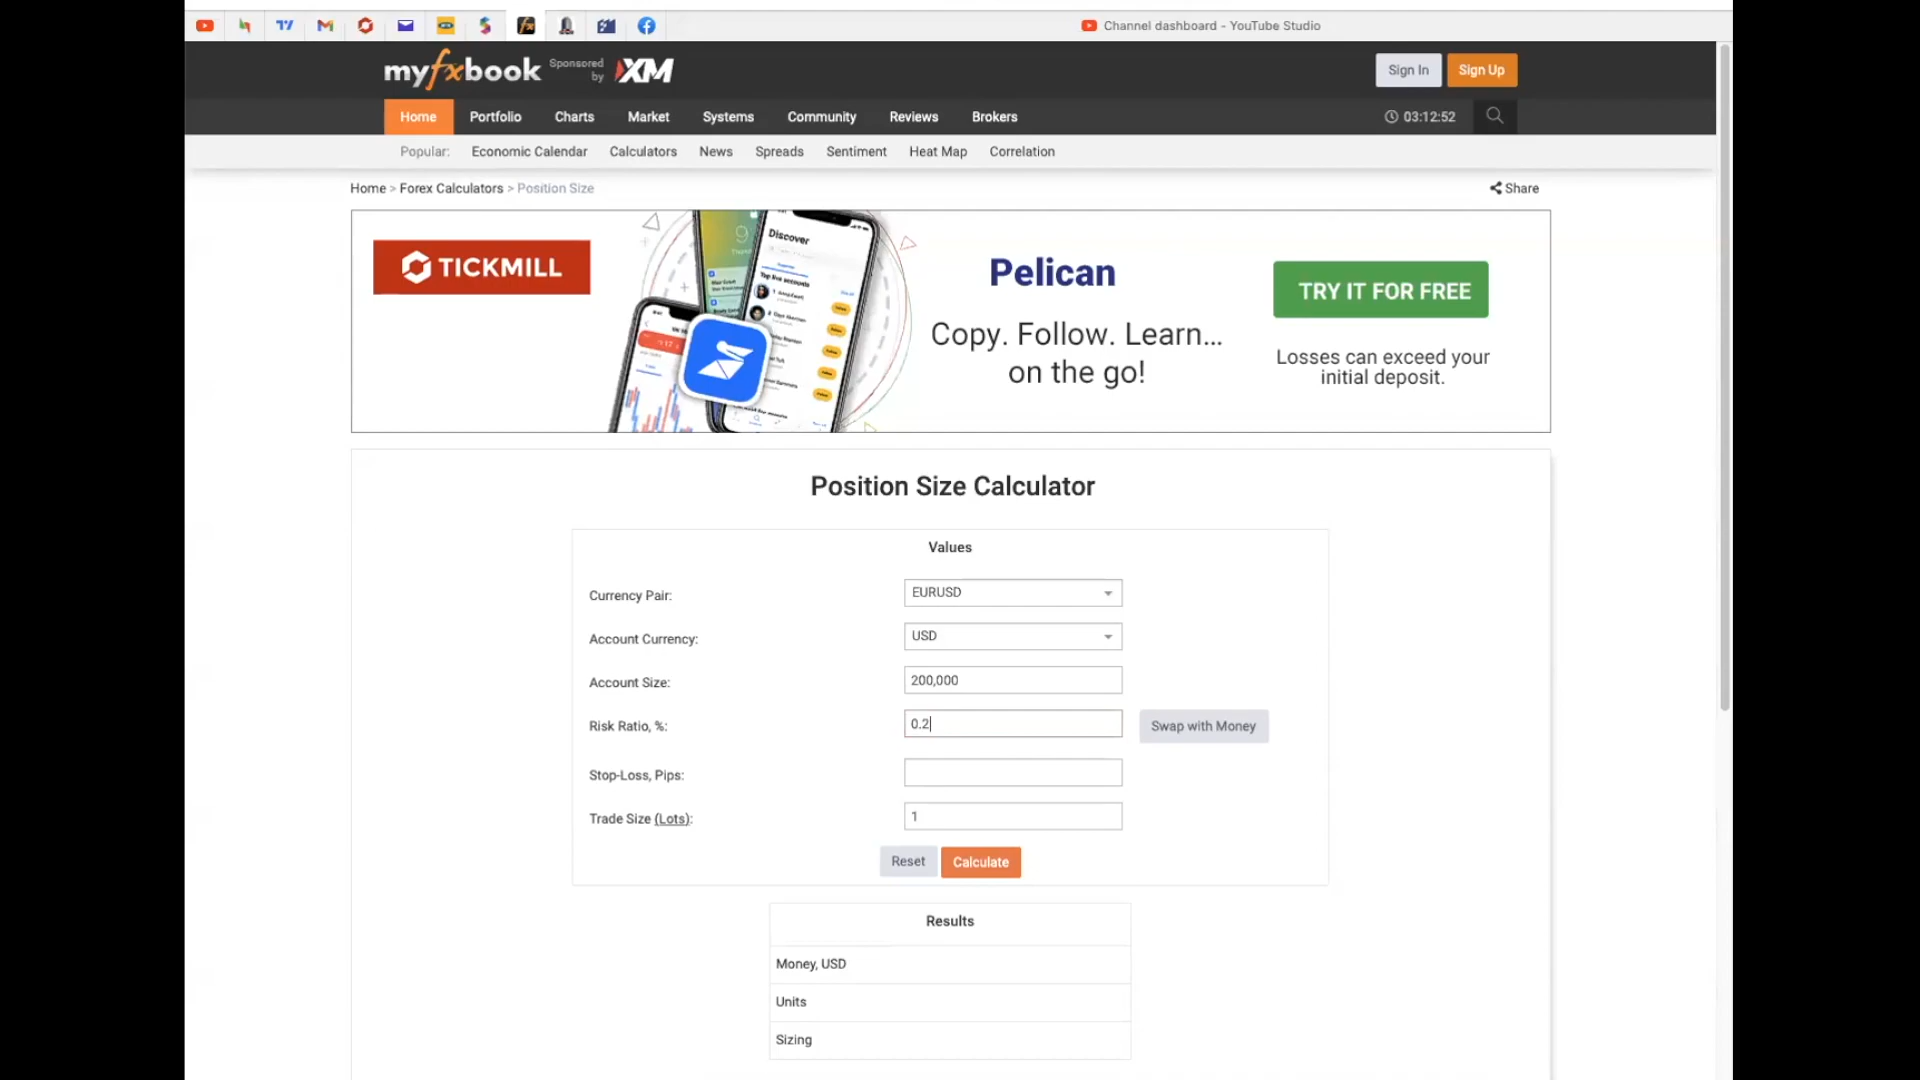 Channel dashboard - YouTube Studio
myfxbook Sponsored by XM
Sign In Sign Up
Home Portfolio Charts Market Systems Community Reviews Brokers 03:12:52
Popular: Economic Calendar Calculators News Spreads Sentiment Heat Map Correlation
Home > Forex Calculators > Position Size Share
TICKMILL
Discover
Pelican
Copy. Follow. Learn...
on the go!
TRY IT FOR FREE
Losses can exceed your
initial deposit.
Position Size Calculator
Values
Currency Pair: EURUSD
Account Currency: USD
Account Size: 200,000
Risk Ratio, %: 0.2 Swap with Money
Stop-Loss, Pips:
Trade Size (Lots): 1
Reset Calculate
Results
Money, USD
Units
Sizing